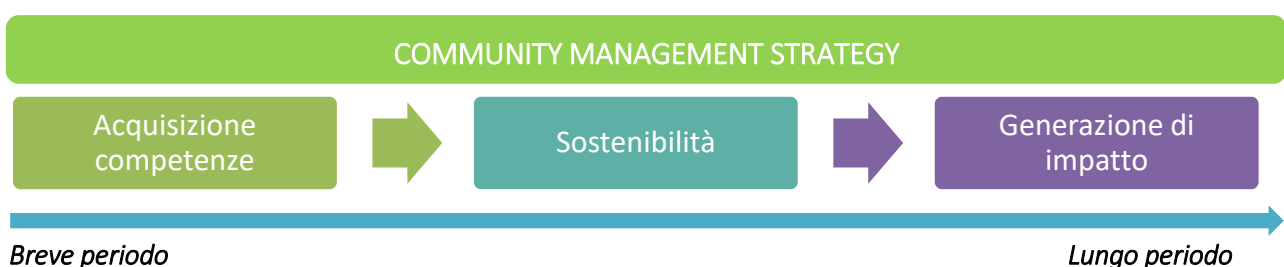 COMMUNITY MANAGEMENT STRATEGY
Acquisizione
competenze
Sostenibilità
Generazione di
impatto
Breve periodo
Lungo periodo